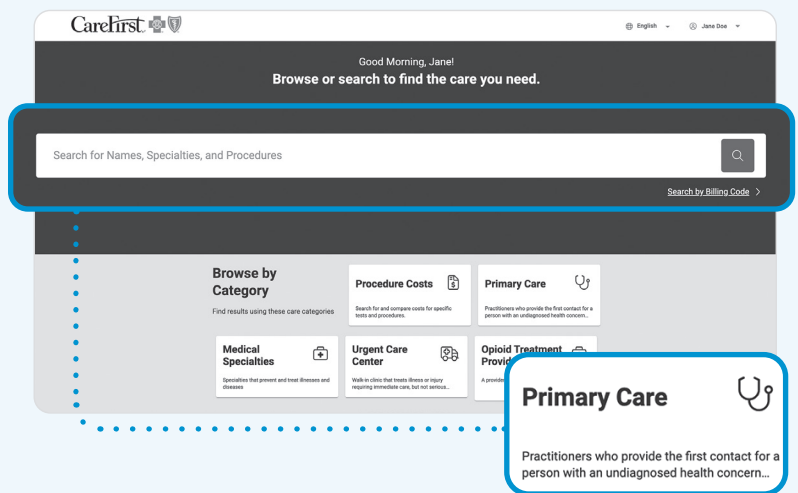 CareFirst
English
Jane Doe
Good Morning, Jane!
Browse or search to find the care you need.
Search for Names, Specialties, and Procedures
Search by Billing Code
Browse by
Category
Find results using these care categories
Procedure Costs
Search for and compare costs for specific
tests and procedures.
Primary Care
Practitioners who provide the first contact for a
person with an undiagnosed health concern...
Medical
Specialties
Specialties that prevent and treat illnesses and
diseases
Urgent Care
Center
Walk-in clinic that treats illness or injury
requiring immediate care, but not serious...
Opioid Treatment
Provid
A provide
Primary Care
Practitioners who provide the first contact for a
person with an undiagnosed health concern...